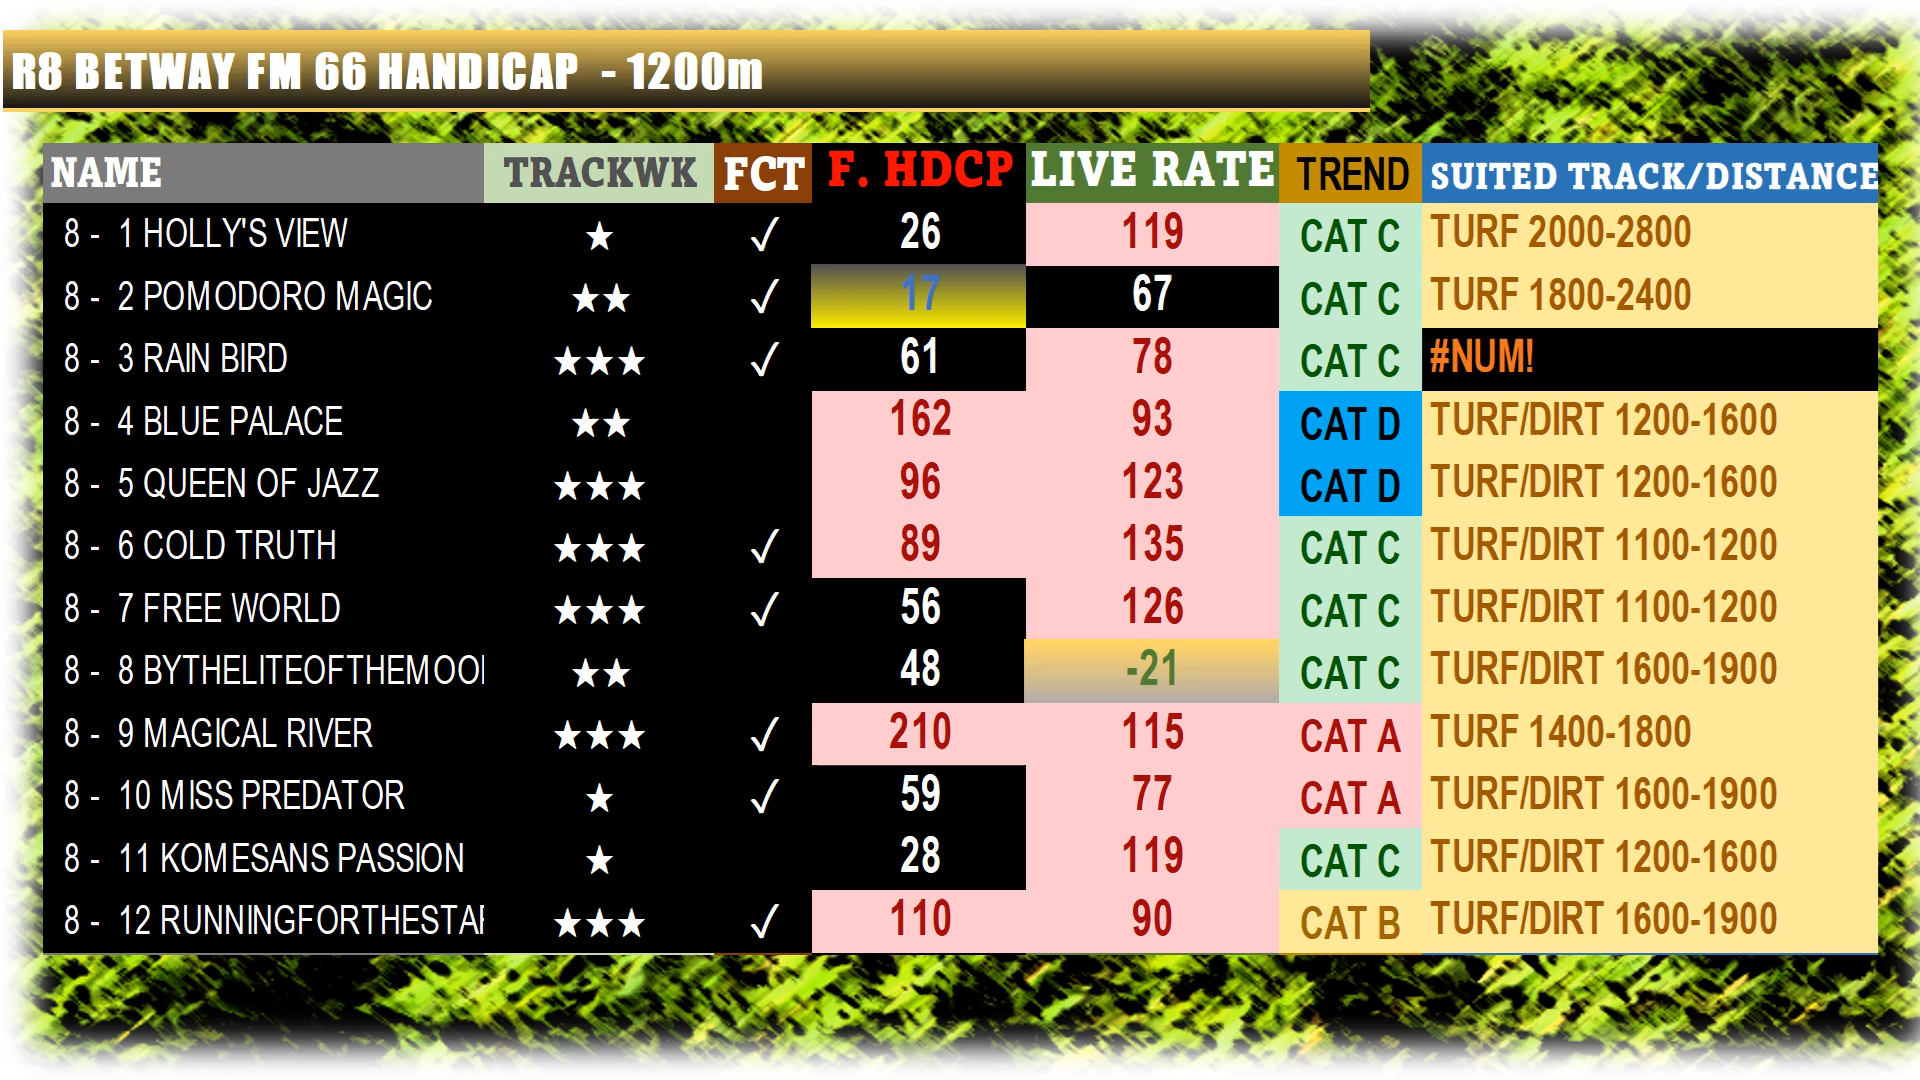 R8 BETWAY FM 66 HANDICAP - 1200m
NAME TRACKWK FCT F. HDCP LIVE RATE TREND SUITED TRACK/DISTANCE
8 - 1 HOLLY'S VIEW ★ ✓ 26 119 CAT C TURF 2000-2800
8 - 2 POMODORO MAGIC ★★ ✓ 17 67 CAT C TURF 1800-2400
8 - 3 RAIN BIRD ★★★ ✓ 61 78 CAT C #NUM!
8 - 4 BLUE PALACE ★★ 162 93 CAT D TURF/DIRT 1200-1600
8 - 5 QUEEN OF JAZZ ★★★ 96 123 CAT D TURF/DIRT 1200-1600
8 - 6 COLD TRUTH ★★★ ✓ 89 135 CAT C TURF/DIRT 1100-1200
8 - 7 FREE WORLD ★★★ ✓ 56 126 CAT C TURF/DIRT 1100-1200
8 - 8 BYTHELITEOFTHEMOO ★★ 48 -21 CAT C TURF/DIRT 1600-1900
8 - 9 MAGICAL RIVER ★★★ ✓ 210 115 CAT A TURF 1400-1800
8 - 10 MISS PREDATOR ★ ✓ 59 77 CAT A TURF/DIRT 1600-1900
8 - 11 KOMESANS PASSION ★ 28 119 CAT C TURF/DIRT 1200-1600
8 - 12 RUNNINGFORTHESTA ★★★ ✓ 110 90 CAT B TURF/DIRT 1600-1900